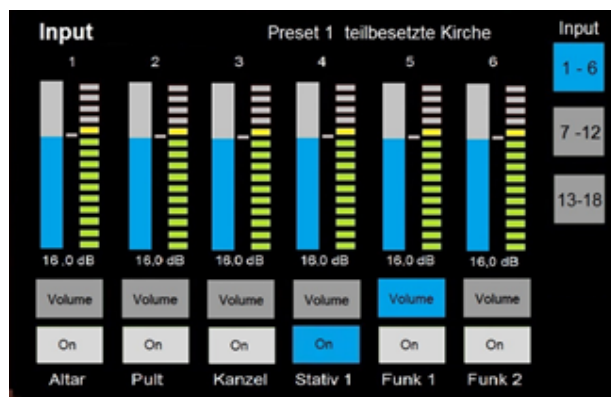 Input Preset 1 teilbesetzte Kirche Input
1 2 3 4 5 6
1 - 6
7 -12
13-18
16 ,0 dB 16,0 dB 16,0 dB 16,0 dB 16,0 dB 16,0 dB
Volume Volume Volume Volume Volume Volume
On On On On On On
Altar Pult Kanzel Stativ 1 Funk 1 Funk 2